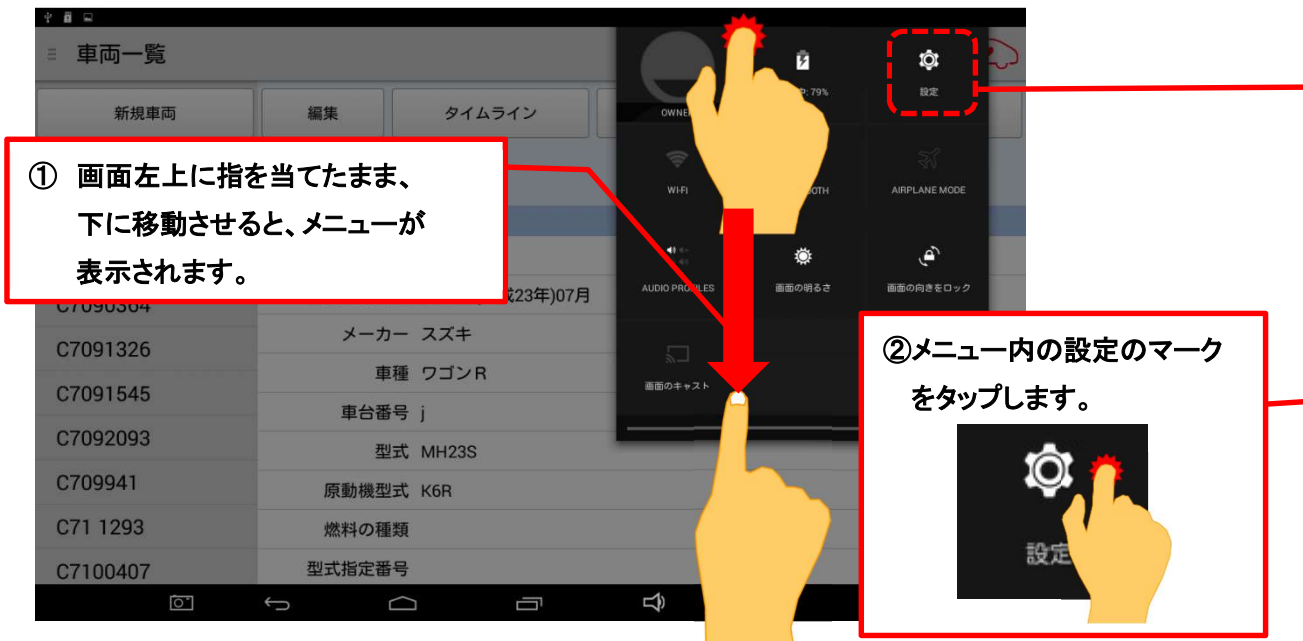 車両一覧
新規車両
編集
タイムライン
① 画面左上に指を当てたまま、
下に移動させると、メニューが
表示されます。
79%
設定
WI-FI
AIRPLANE MODE
画面の明るさ
画面の向きをロック
画面のキャスト
23年)07月
メーカー スズキ
車種 ワゴンR
車台番号 j
型式 MH23S
原動機型式 K6R
燃料の種類
型式指定番号
C7090364
C7091326
C7091545
C7092093
C709941
C71 1293
C7100407
②メニュー内の設定のマーク
をタップします。
設定